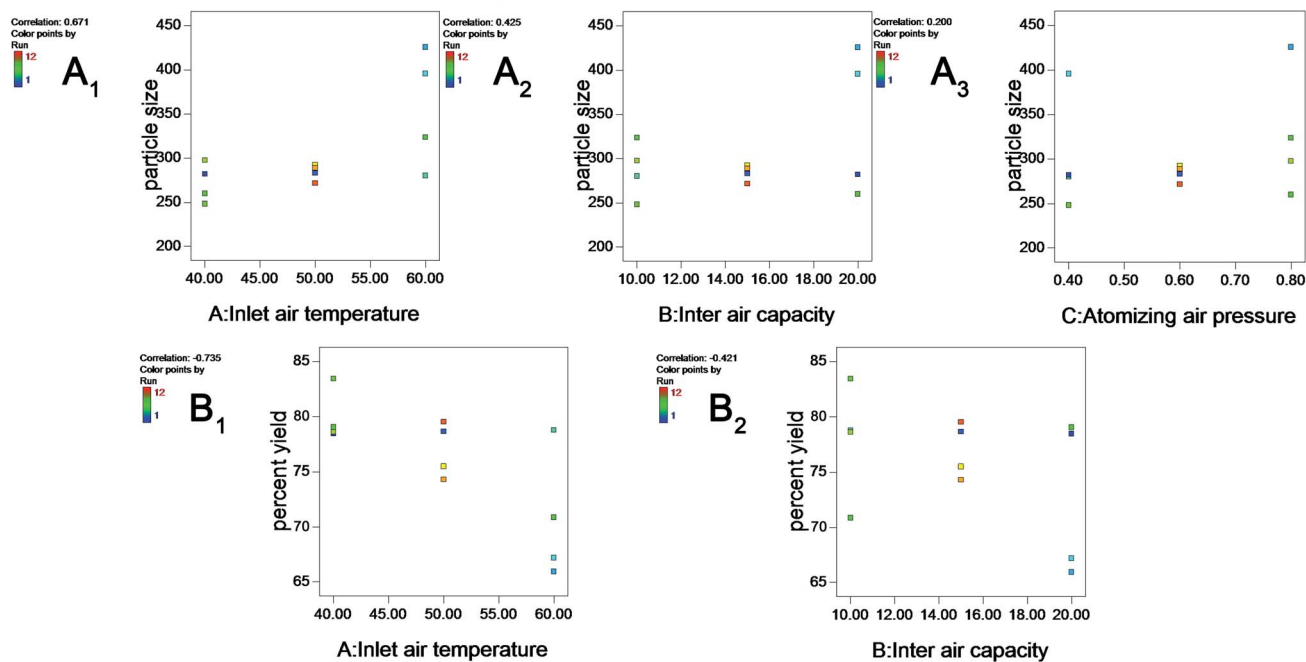 Correlation: 0.671
Color points by
Run
12
1
A1
particle size
450
400
350
300
250
200
40.00 45.00 50.00 55.00 60.00
A:Inlet air temperature
Correlation: 0.425
Color points by
Run
12
1
A2
particle size
450
400
350
300
250
200
10.00 12.00 14.00 16.00 18.00 20.00
B:Inter air capacity
Correlation: 0.200
Color points by
Run
12
1
A3
particle size
450
400
350
300
250
200
0.40 0.50 0.60 0.70 0.80
C:Atomizing air pressure
Correlation: -0.735
Color points by
Run
12
1
B1
percent yield
85
80
75
70
65
40.00 45.00 50.00 55.00 60.00
A:Inlet air temperature
Correlation: -0.421
Color points by
Run
12
1
B2
percent yield
85
80
75
70
65
10.00 12.00 14.00 16.00 18.00 20.00
B:Inter air capacity